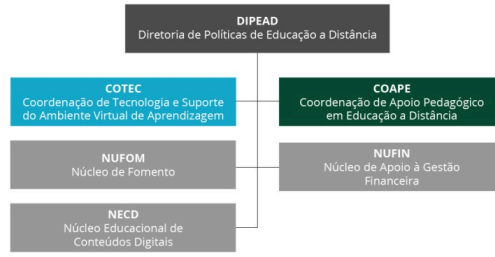 DIPEAD
Diretoria de Políticas de Educação a Distância
COTEC
Coordenação de Tecnologia e Suporte
do Ambiente Virtual de Aprendizagem
COAPE
Coordenação de Apoio Pedagógico
em Educação a Distância
NUFOM
Núcleo de Fomento
NUFIN
Núcleo de Apoio à Gestão
Financeira
NECD
Núcleo Educacional de
Conteúdos Digitais